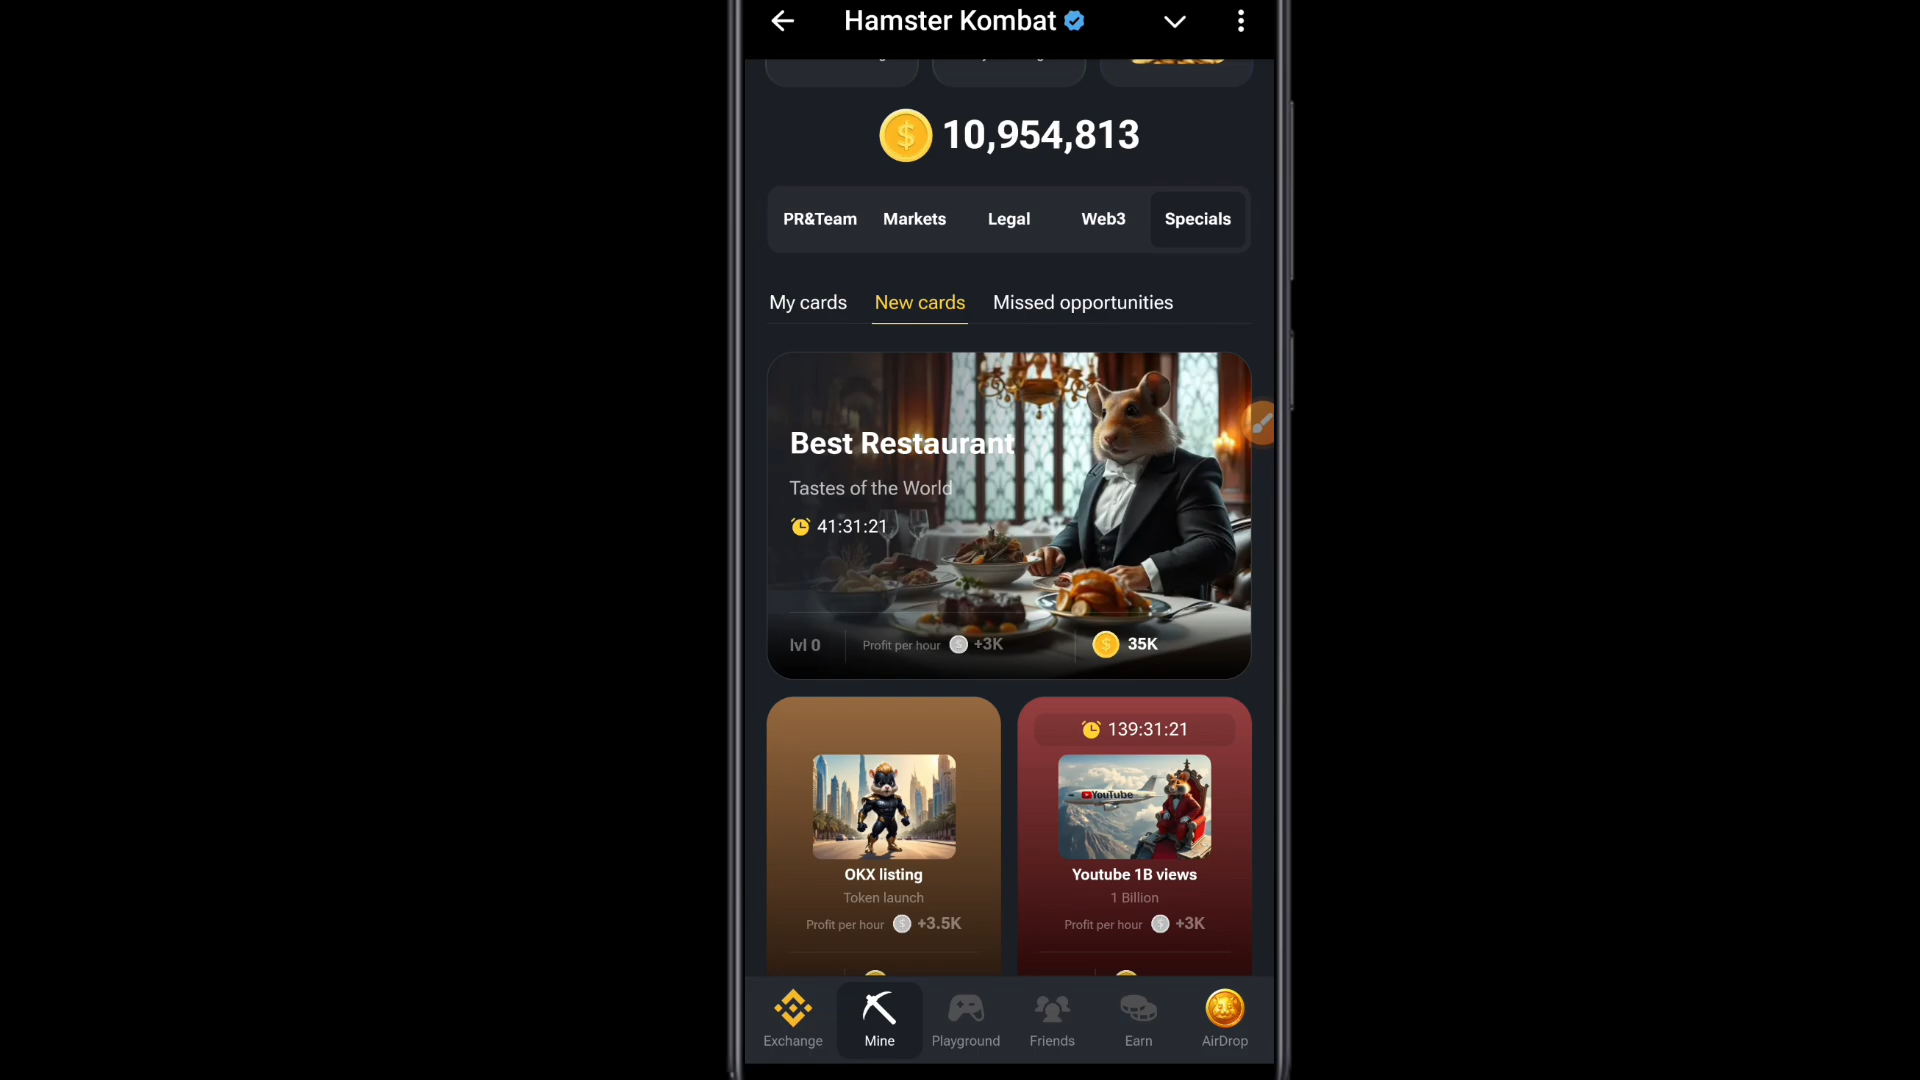 Hamster Kombat
10,954,813
PR&Team Markets Legal Web3 Specials
My cards New cards Missed opportunities
Best Restaurant
Tastes of the World
41:31:21
lvl 0 Profit per hour +3K 35K
139:31:21
YouTube
OKX listing
Token launch
Profit per hour +3.5K
Youtube 1B views
1 Billion
Profit per hour +3K
Exchange Mine Playground Friends Earn AirDrop